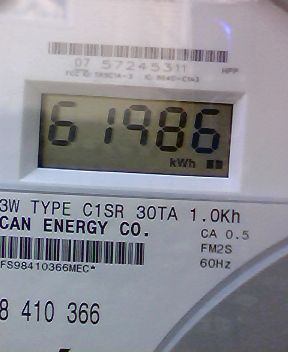 07 57245311
HPP
61986
kWh
3W TYPE C1SR 30TA 1.0Kh
CAN ENERGY CO.
CA 0.5
FM2S
60Hz
FS98410366MEC*
8 410 366